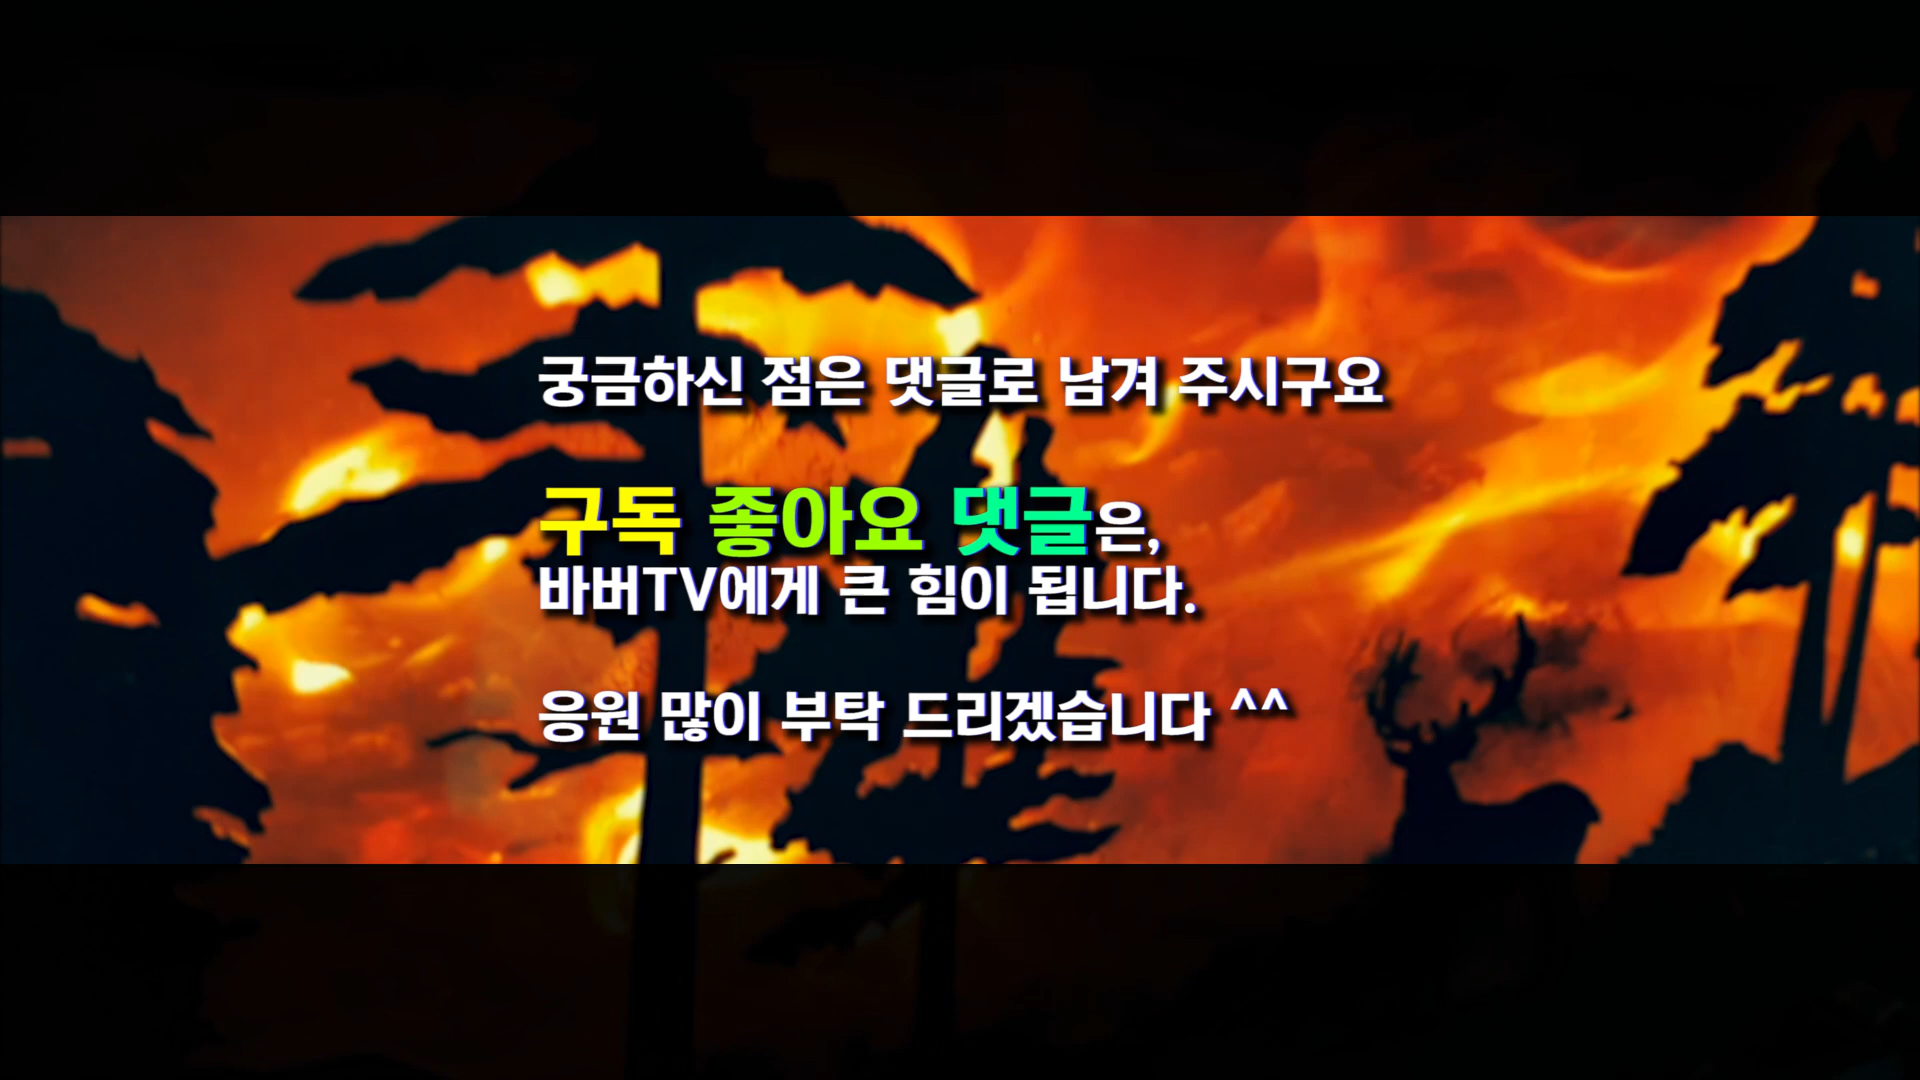 궁금하신 점은 댓글로 남겨 주시구요
구독 좋아요 댓글은,
바버TV에게 큰 힘이 됩니다.
응원 많이 부탁 드리겠습니다 ^^